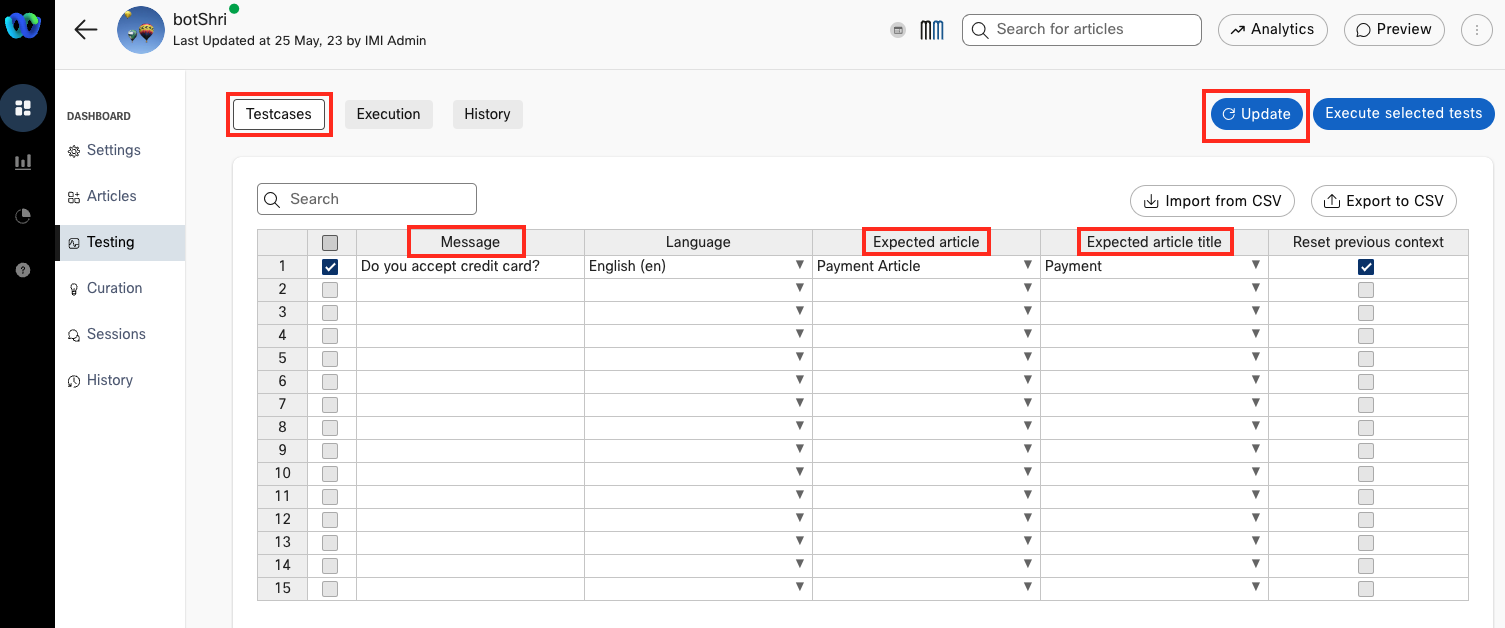 botShri
Last Updated at 25 May, 23 by IMI Admin
Search for articles
Analytics
Preview
DASHBOARD
Settings
Articles
Testing
Curation
Sessions
History
Testcases
Execution
History
Update
Execute selected tests
Search
Import from CSV
Export to CSV
Message
Language
Expected article
Expected article title
Reset previous context
1
Do you accept credit card?
English (en)
Payment Article
Payment
2
3
4
5
6
7
8
9
10
11
12
13
14
15